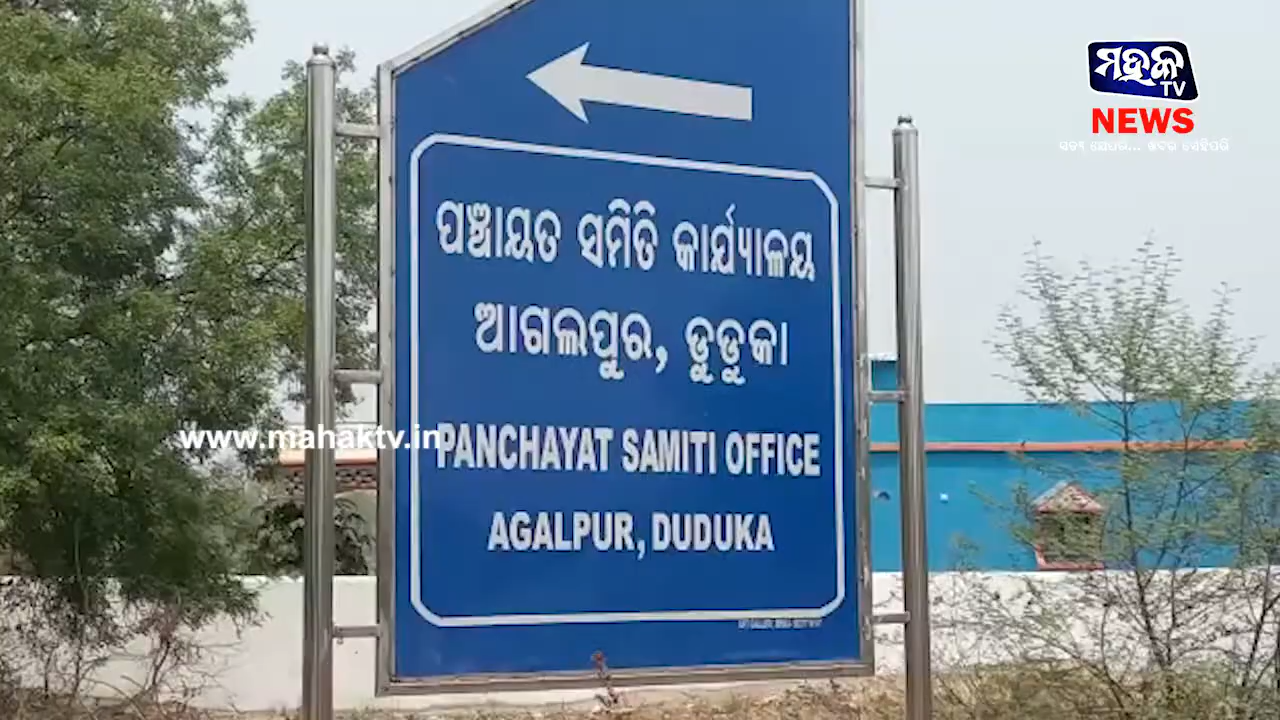 ମହକ
TV
NEWS
ପଞ୍ଚାୟତ ସମିତି କାର୍ଯ୍ୟାଳୟ
ଆଗଲପୁର, ଡୁଡୁକା
www.mahaktv.in
PANCHAYAT SAMITI OFFICE
AGALPUR, DUDUKA